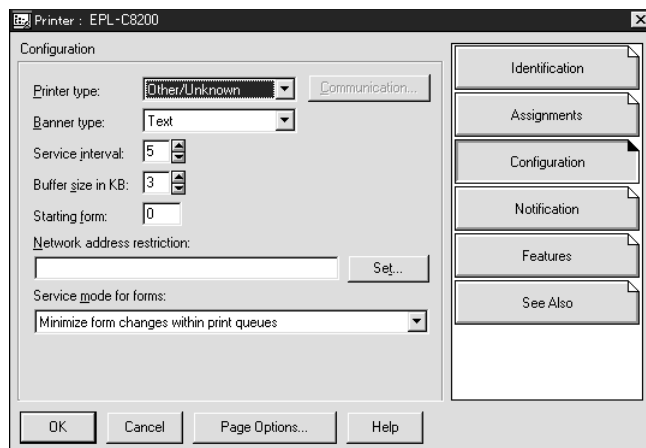 Printer : EPL-C8200
Configuration
Printer type: Other/Unknown Communication...
Banner type: Text
Service interval: 5
Buffer size in KB: 3
Starting form: 0
Network address restriction:
Set...
Service mode for forms:
Minimize form changes within print queues
OK Cancel Page Options... Help
Identification
Assignments
Configuration
Notification
Features
See Also